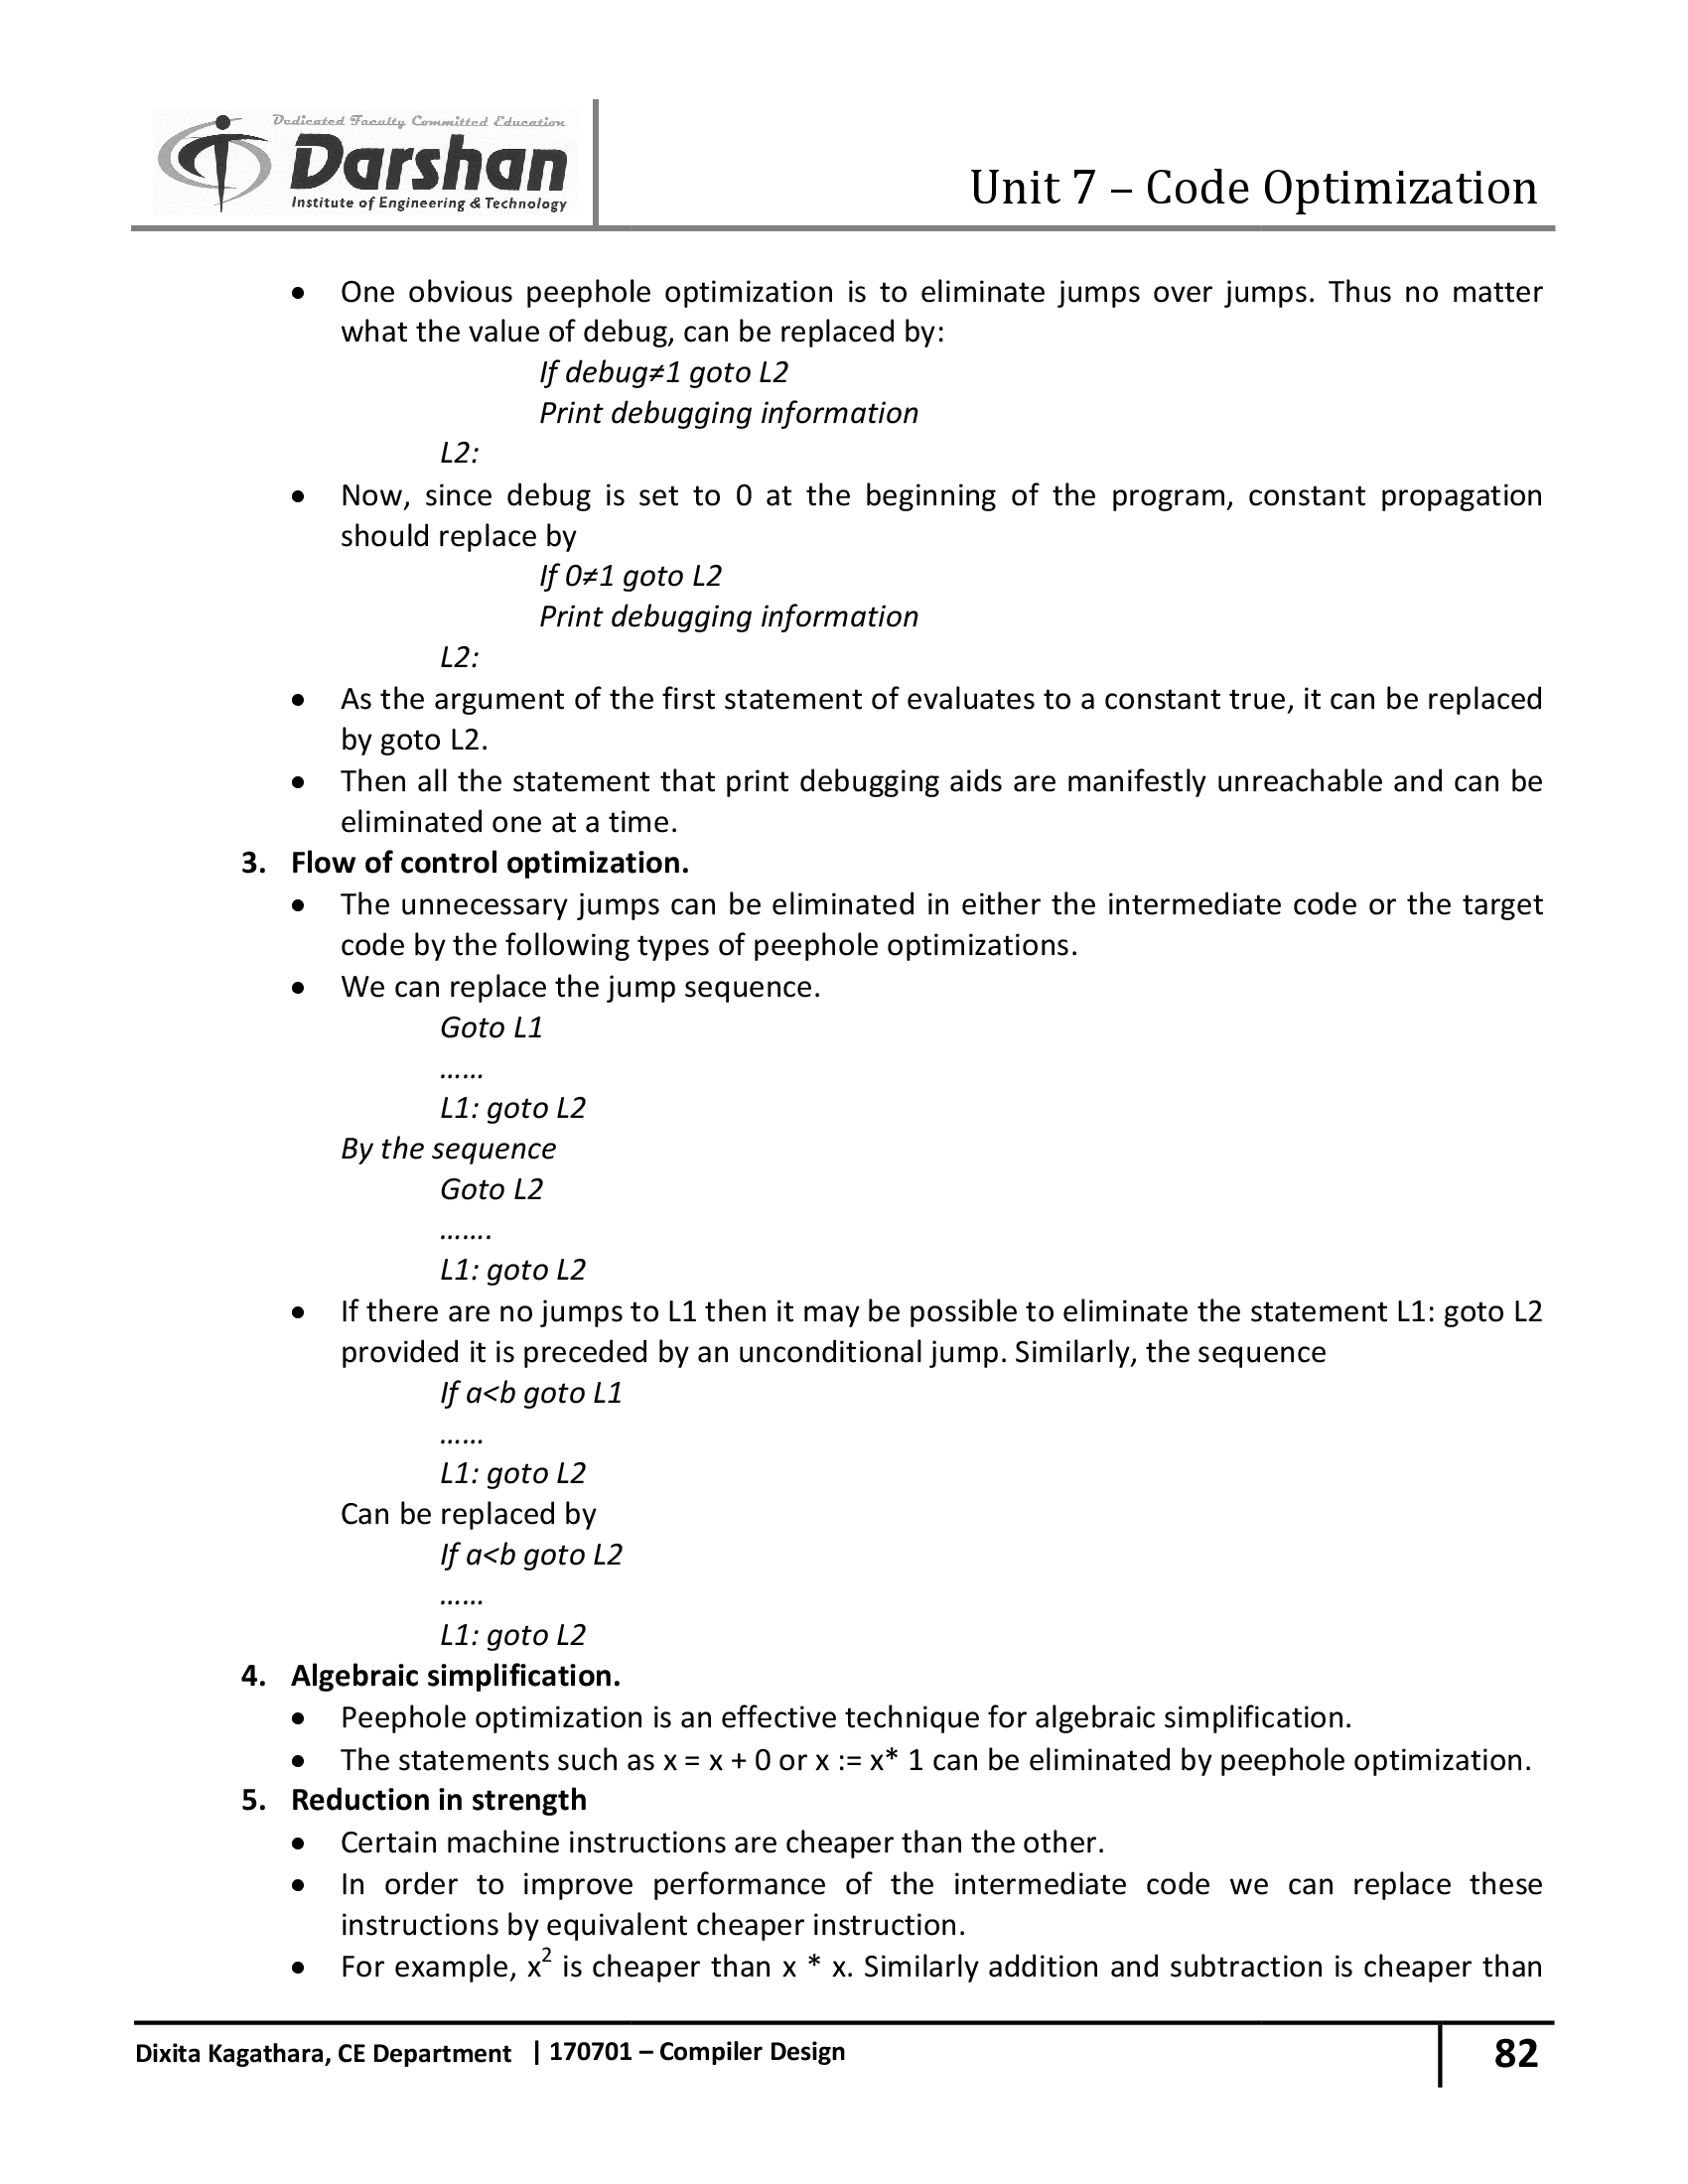 Dedicated Faculty Committed Education
Darshan
Institute of Engineering & Technology
Unit 7 – Code Optimization
• One obvious peephole optimization is to eliminate jumps over jumps. Thus no matter
what the value of debug, can be replaced by:
If debug≠1 goto L2
Print debugging information
L2:
• Now, since debug is set to 0 at the beginning of the program, constant propagation
should replace by
If 0≠1 goto L2
Print debugging information
L2:
• As the argument of the first statement of evaluates to a constant true, it can be replaced
by goto L2.
• Then all the statement that print debugging aids are manifestly unreachable and can be
eliminated one at a time.
3. Flow of control optimization.
• The unnecessary jumps can be eliminated in either the intermediate code or the target
code by the following types of peephole optimizations.
• We can replace the jump sequence.
Goto L1
......
L1: goto L2
By the sequence
Goto L2
.......
L1: goto L2
• If there are no jumps to L1 then it may be possible to eliminate the statement L1: goto L2
provided it is preceded by an unconditional jump. Similarly, the sequence
If a<b goto L1
......
L1: goto L2
Can be replaced by
If a<b goto L2
......
L1: goto L2
4. Algebraic simplification.
• Peephole optimization is an effective technique for algebraic simplification.
• The statements such as x = x + 0 or x := x* 1 can be eliminated by peephole optimization.
5. Reduction in strength
• Certain machine instructions are cheaper than the other.
• In order to improve performance of the intermediate code we can replace these
instructions by equivalent cheaper instruction.
• For example, x² is cheaper than x * x. Similarly addition and subtraction is cheaper than
Dixita Kagathara, CE Department | 170701 – Compiler Design
82